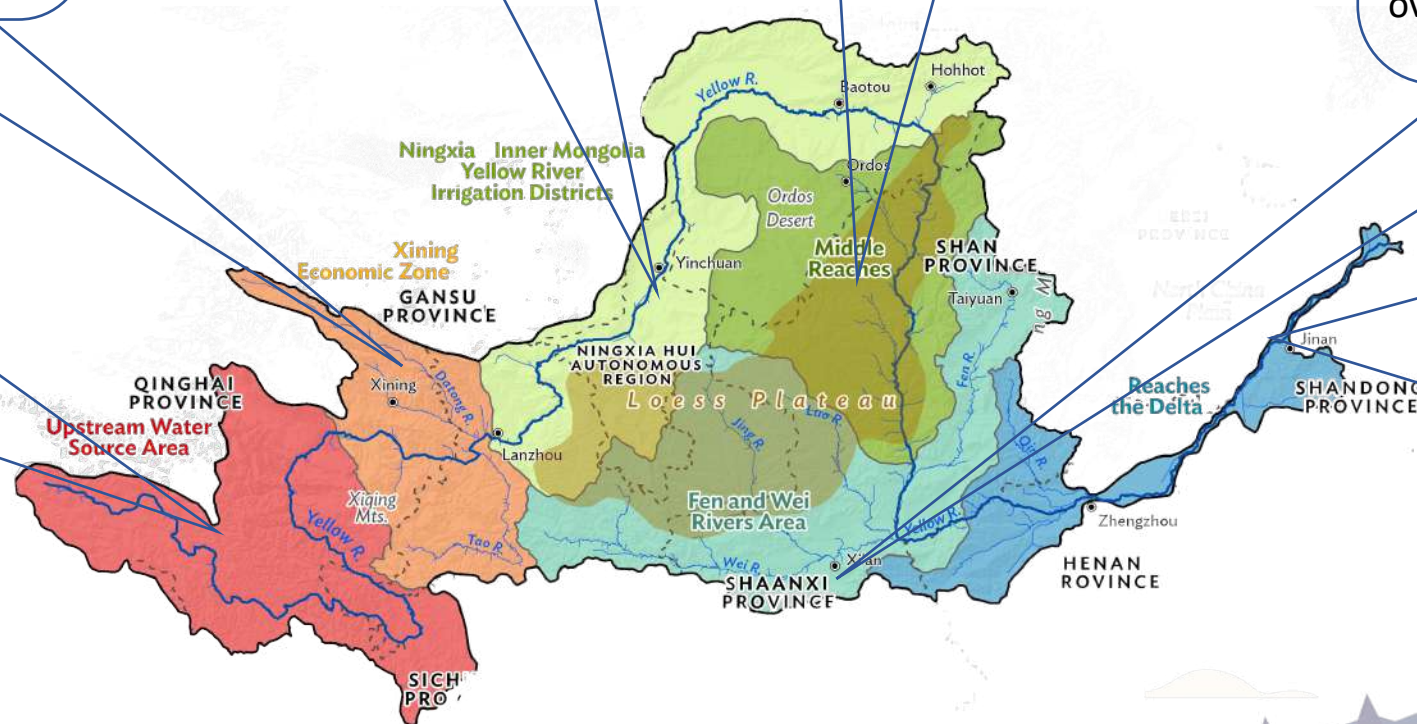 ov
Yellow R.
Baotou
Hohhot
Ningxia Inner Mongolia
Yellow River
Irrigation Districts
Ordos
Ordos
Desert
Xining
Economic Zone
GANSU
PROVINCE
Yinchuan
Middle
Reaches
SHAN
PROVINCE
Taiyuan
ng M
Jinan
NINGXIA HUI
AUTONOMOUS
REGION
QINGHAI
PROVINCE
Xining
Datong R.
Loess Plateau
Luo R.
Jing R.
Fen R.
Reaches
the Delta
SHANDONG
PROVINCE
Upstream Water
Source Area
Lanzhou
Qin R.
Xiqing
Mts.
Fen and Wei
Rivers Area
Yellow R.
Yellow R.
Zhengzhou
Tao R.
Wei R.
Xi'an
SHAANXI
PROVINCE
HENAN
ROVINCE
SICH
PRO